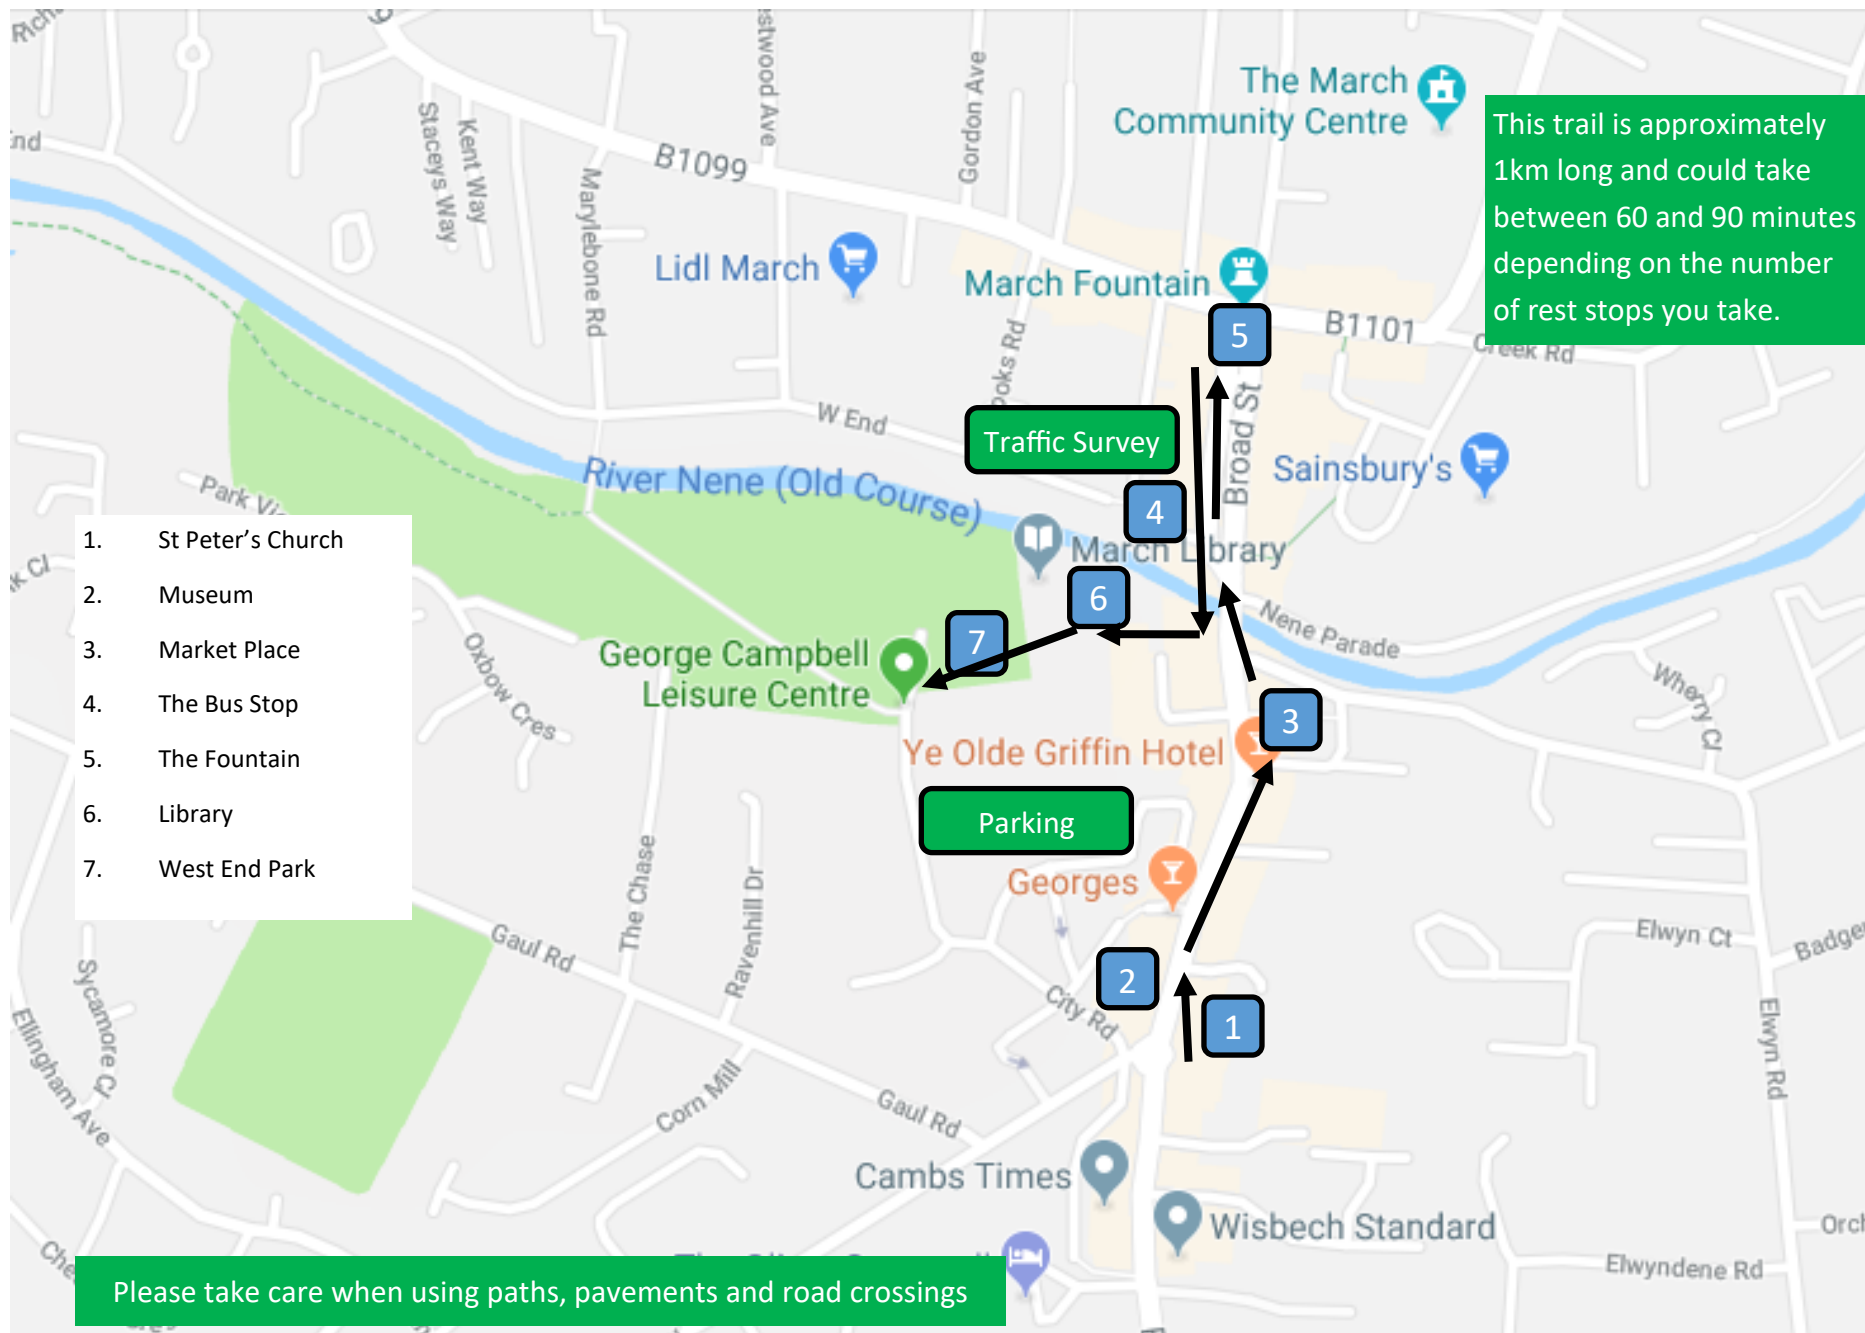 Kent Way
Staceys Way
Marylebone Rd
Gordon Ave
B1099
The March
Community Centre
This trail is approximately
1km long and could take
between 60 and 90 minutes
depending on the number
of rest stops you take.
Lidl March
March Fountain
5
B1101
Creek Rd
Broad St
W End
Traffic Survey
Sainsbury's
River Nene (Old Course)
4
March Library
1. St Peter's Church
2. Museum
3. Market Place
4. The Bus Stop
5. The Fountain
6. Library
7. West End Park
6
7
Nene Parade
George Campbell
Leisure Centre
Oxbow Cres
Wherry Cl
3
Ye Olde Griffin Hotel
Parking
Georges
The Chase
Ravenhill Dr
Gaul Rd
Elwyn Ct
2
1
City Rd
Sycamore Cl
Ellingham Ave
Elwyn Rd
Corn Mill
Gaul Rd
Cambs Times
Wisbech Standard
Elwyndene Rd
Please take care when using paths, pavements and road crossings